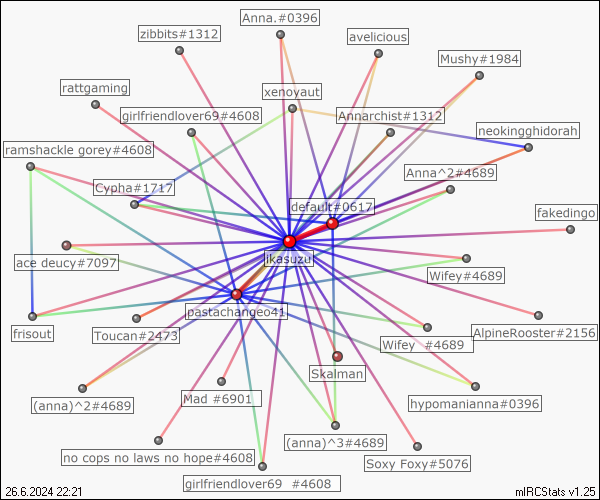 Anna.#0396
zibbits#1312
avelicious
Mushy#1984
rattgaming
xenoyaut
girlfriendlover69#4608
Annarchist#1312
neokingghidorah
ramshackle gorey#4608
Anna^2#4689
Cypha#1717
default#0617
fakedingo
ikasuzu
ace deucy#7097
Wifey#4689
pastachangeo41
frisout
Toucan#2473
AlpineRooster#2156
Wifey #4689
Skalman
(anna)^2#4689
Mad #6901
hypomanianna#0396
(anna)^3#4689
no cops no laws no hope#4608
Soxy Foxy#5076
girlfriendlover69 #4608
26.6.2024 22:21
mIRCStats v1.25